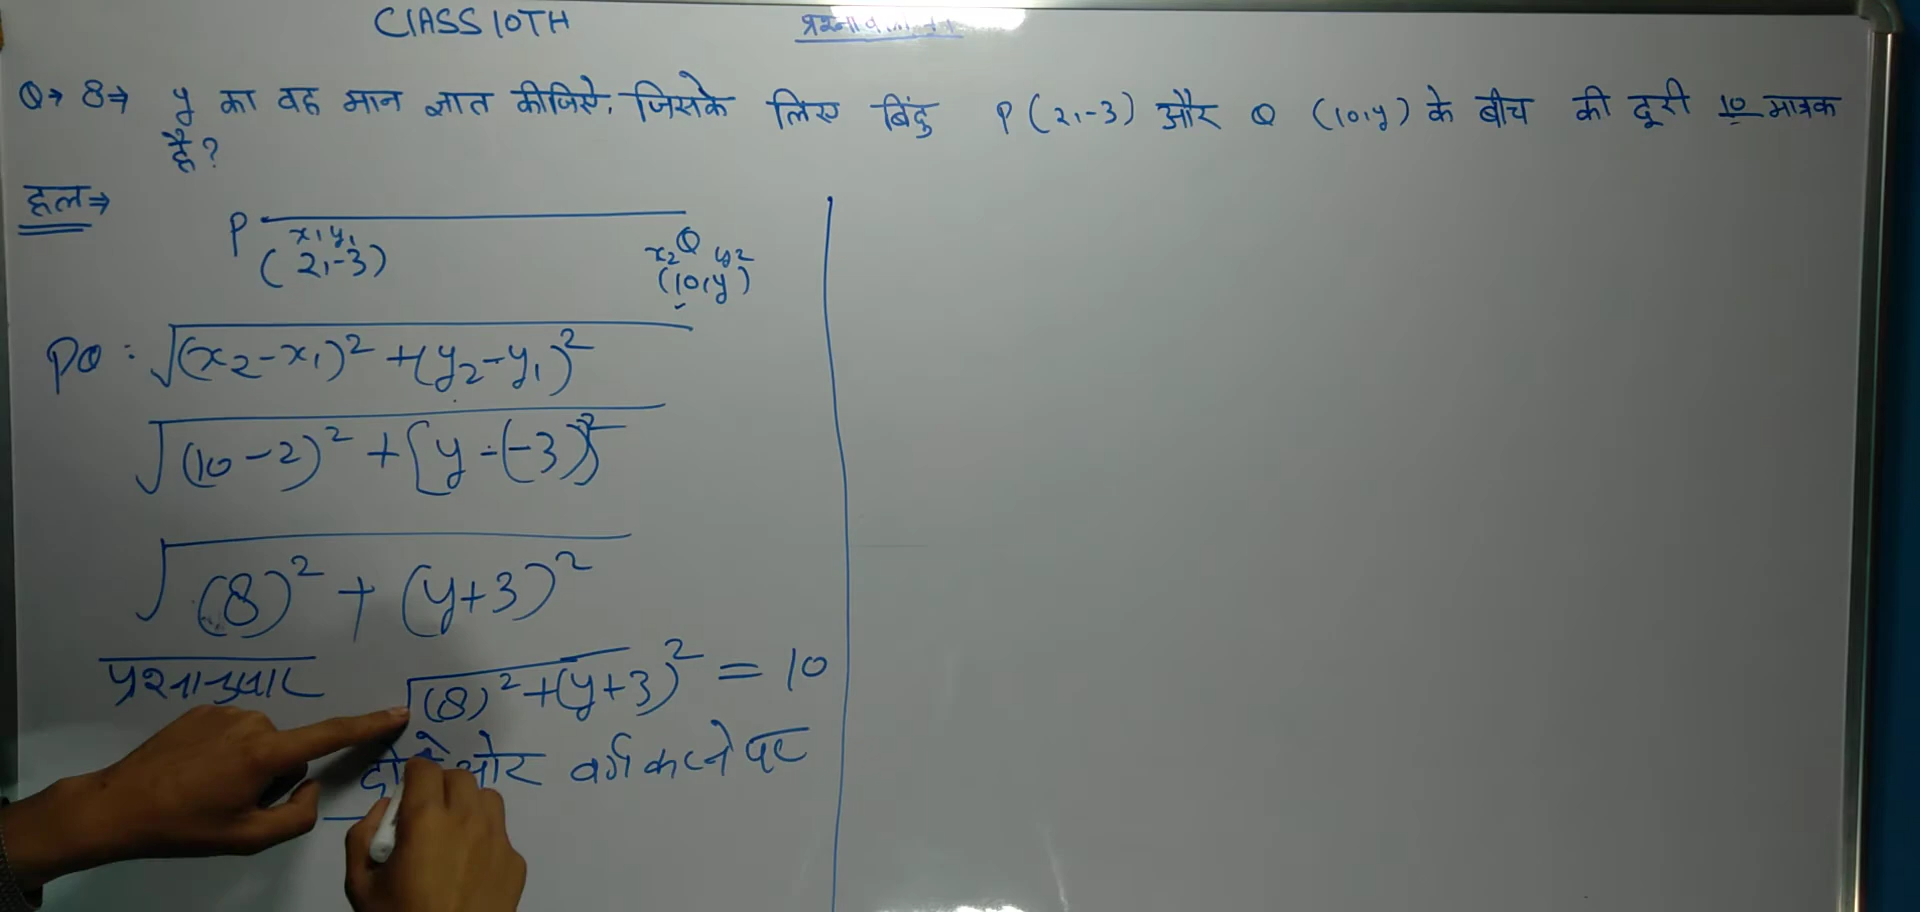 CLASS 10TH
Q→ 8⇒ y का वह मान ज्ञात कीजिए, जिसके लिए बिंदु P (2,-3) और Q (10,y) के बीच की दूरी 10 मात्रक
है?
हल⇒
P Q
x1 y1 x2 y2
(2,-3) (10,y)
PQ = √(x2-x1)² + (y2-y1)²
√(10-2)² + [y-(-3)]²
√(8)² + (y+3)²
प्रश्नानुसार √(8)² + (y+3)² = 10
ओर वर्ग करने पर